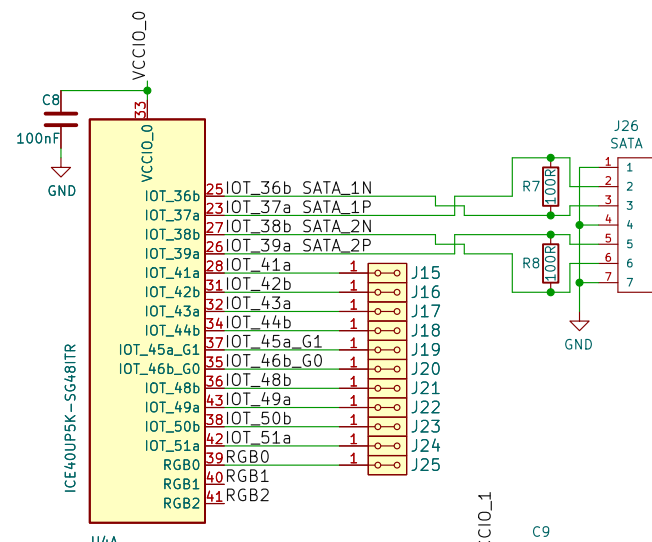 VCCIO_0
C8
100nF
GND
33
VCCIO_0
J26
SATA
IOT_36b 25 IOT_36b SATA_1N
IOT_37a 23 IOT_37a SATA_1P
IOT_38b 27 IOT_38b SATA_2N
IOT_39a 26 IOT_39a SATA_2P
IOT_41a 28 IOT_41a 1 J15
IOT_42b 31 IOT_42b 1 J16
IOT_43a 32 IOT_43a 1 J17
IOT_44b 34 IOT_44b 1 J18
IOT_45a_G1 37 IOT_45a_G1 1 J19
IOT_46b_G0 35 IOT_46b_G0 1 J20
IOT_48b 36 IOT_48b 1 J21
IOT_49a 43 IOT_49a 1 J22
IOT_50b 38 IOT_50b 1 J23
IOT_51a 42 IOT_51a 1 J24
RGB0 39 RGB0 1 J25
RGB1 40 RGB1
RGB2 41 RGB2
ICE40UP5K-SG48ITR
U4A
R7 100R
R8 100R
1 1
2 2
3 3
4 4
5 5
6 6
7 7
GND
CCIO_1
C9